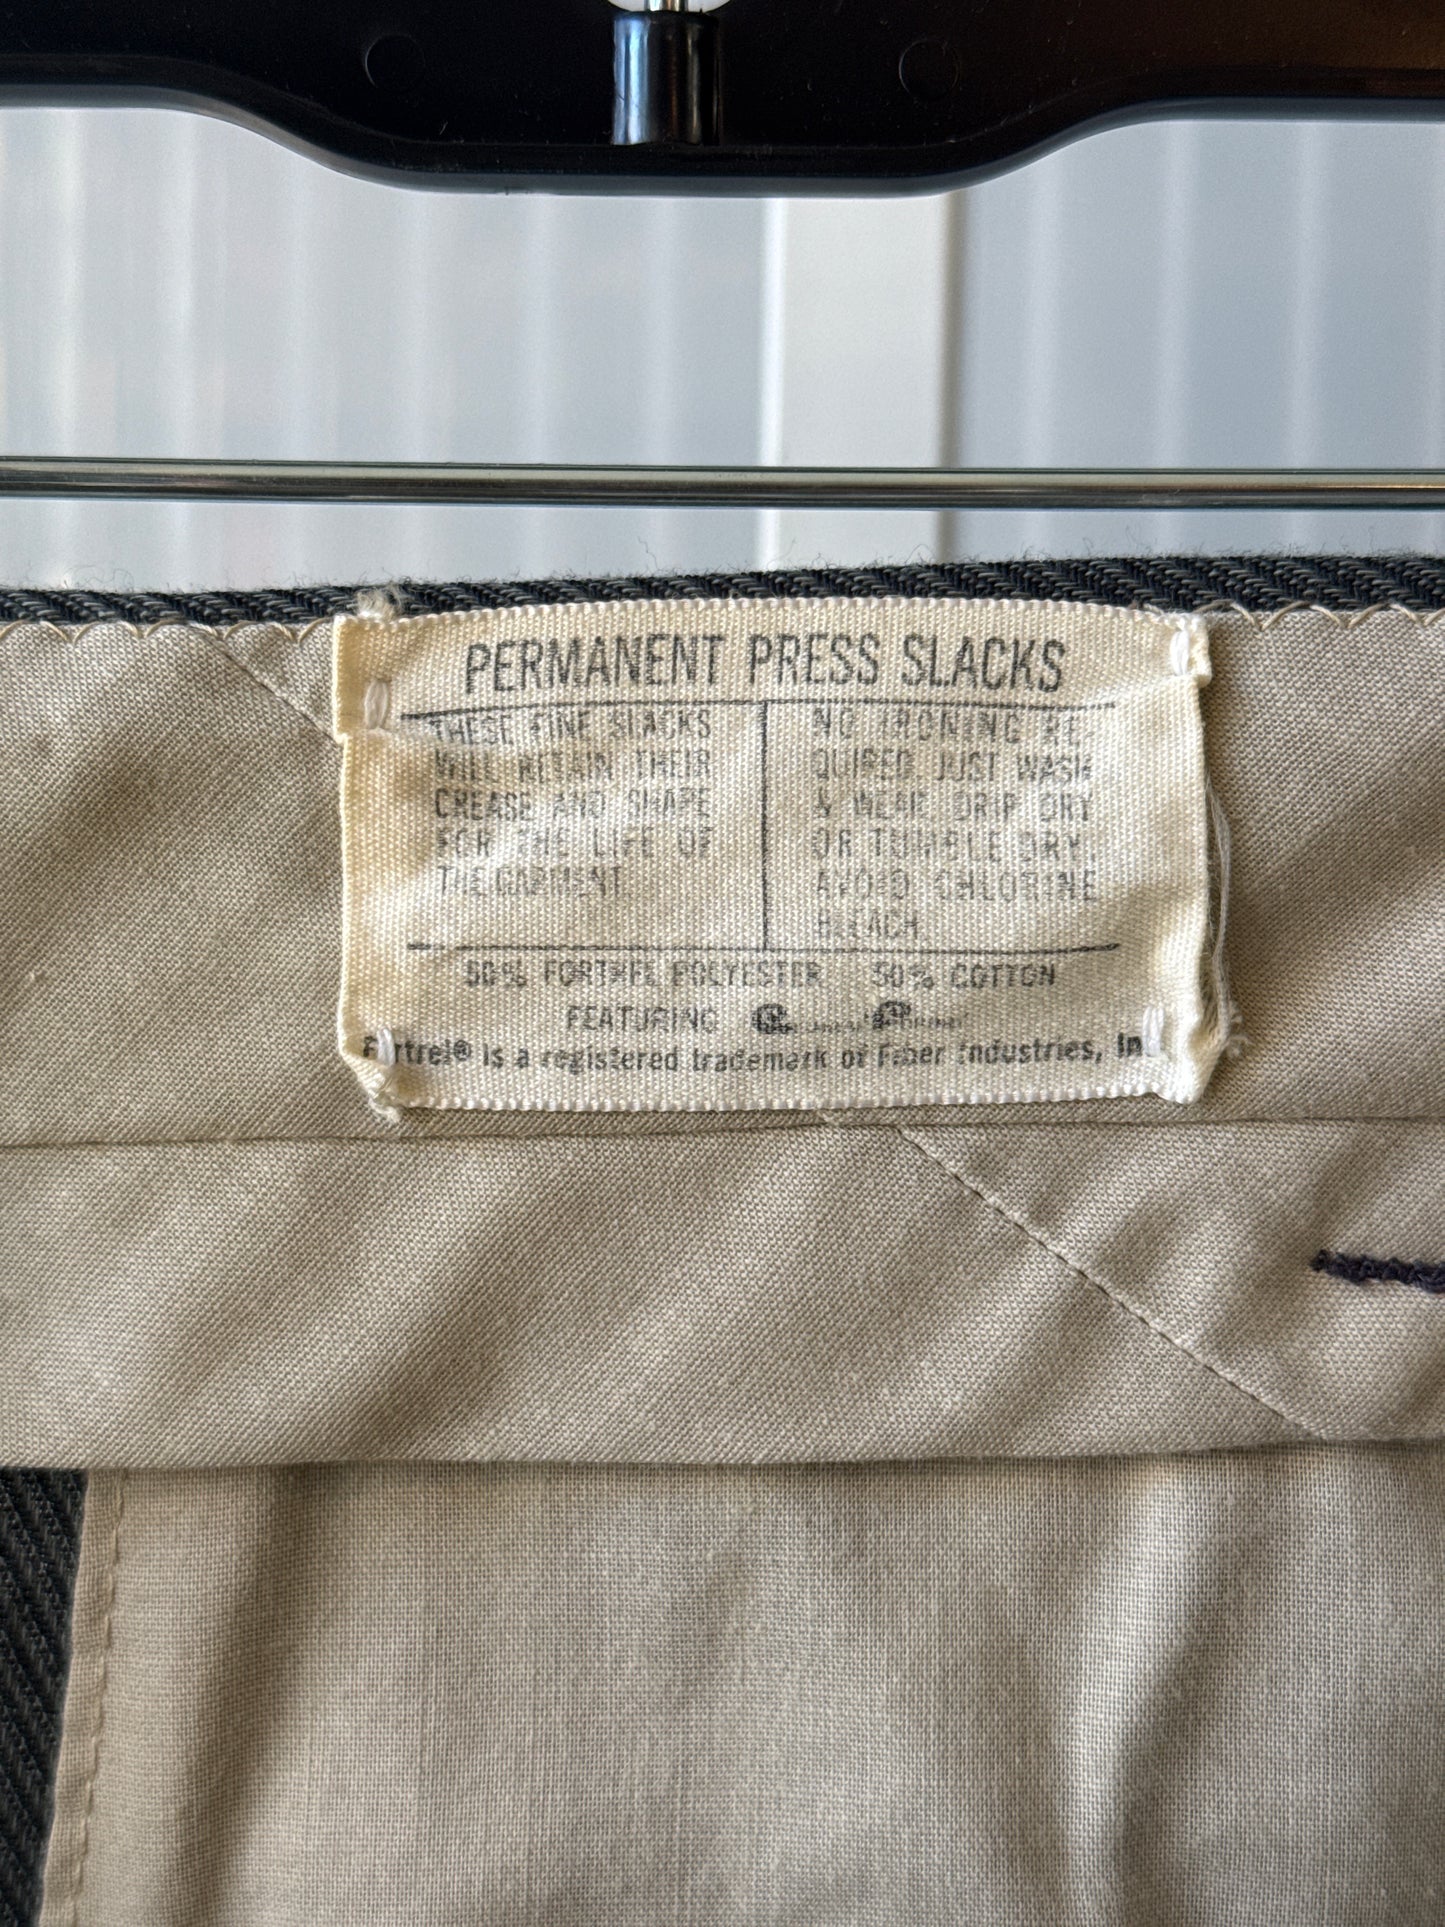 PERMANENT PRESS SLACKS
THESE FINE SLACKS
WILL RETAIN THEIR
CREASE AND SHAPE
FOR THE LIFE OF
THE GARMENT
NO IRONING RE-
QUIRED. JUST WASH
& WEAR. DRIP DRY
OR TUMBLE DRY.
AVOID CHLORINE
BLEACH.
50% FORTREL POLYESTER 50% COTTON
FEATURING
Fortrel® is a registered trademark of Fiber Industries, In